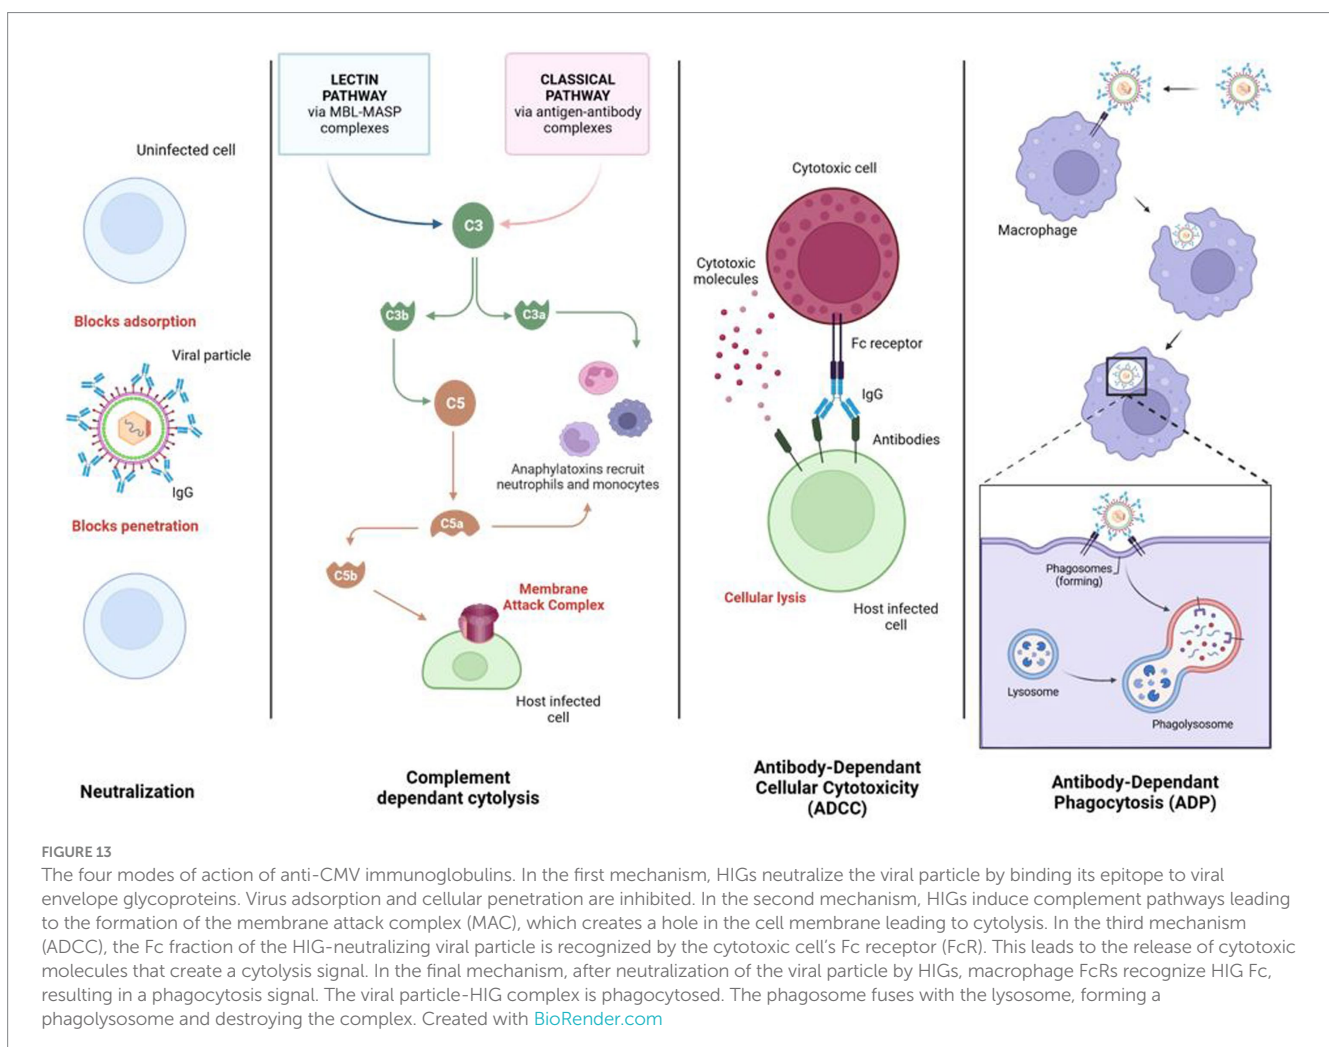 Uninfected cell
Blocks adsorption
Viral particle
IgG
Blocks penetration
Neutralization
LECTIN
PATHWAY
via MBL-MASP
complexes
CLASSICAL
PATHWAY
via antigen-antibody
complexes
C3
C3b
C3a
C5
Anaphylatoxins recruit
neutrophils and monocytes
C5a
C5b
Membrane
Attack Complex
Host infected
cell
Complement
dependant cytolysis
Cytotoxic cell
Cytotoxic
molecules
Fc receptor
IgG
Antibodies
Cellular lysis
Host infected
cell
Antibody-Dependant
Cellular Cytotoxicity
(ADCC)
Macrophage
Phagosomes
(forming)
Lysosome
Phagolysosome
Antibody-Dependant
Phagocytosis (ADP)
FIGURE 13
The four modes of action of anti-CMV immunoglobulins. In the first mechanism, HIGs neutralize the viral particle by binding its epitope to viral
envelope glycoproteins. Virus adsorption and cellular penetration are inhibited. In the second mechanism, HIGs induce complement pathways leading
to the formation of the membrane attack complex (MAC), which creates a hole in the cell membrane leading to cytolysis. In the third mechanism
(ADCC), the Fc fraction of the HIG-neutralizing viral particle is recognized by the cytotoxic cell's Fc receptor (FcR). This leads to the release of cytotoxic
molecules that create a cytolysis signal. In the final mechanism, after neutralization of the viral particle by HIGs, macrophage FcRs recognize HIG Fc,
resulting in a phagocytosis signal. The viral particle-HIG complex is phagocytosed. The phagosome fuses with the lysosome, forming a
phagolysosome and destroying the complex. Created with BioRender.com